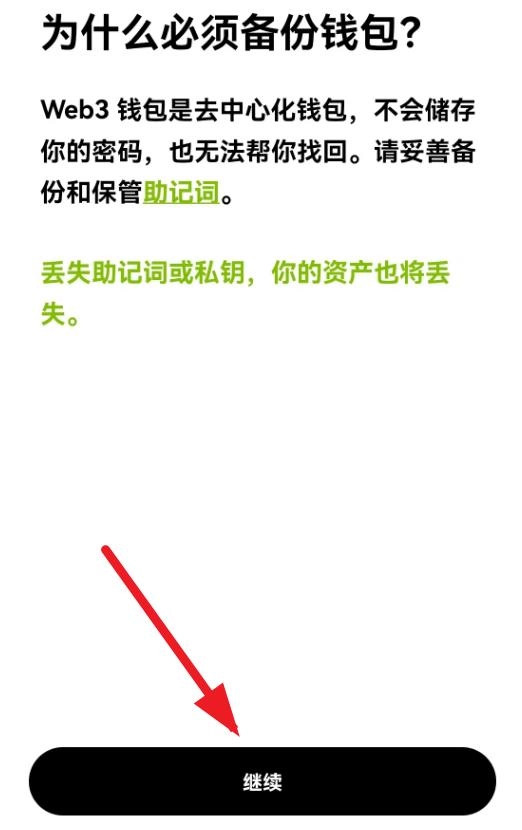 为什么必须备份钱包？
Web3 钱包是去中心化钱包，不会储存
你的密码，也无法帮你找回。请妥善备
份和保管助记词。
丢失助记词或私钥，你的资产也将丢
失。
继续